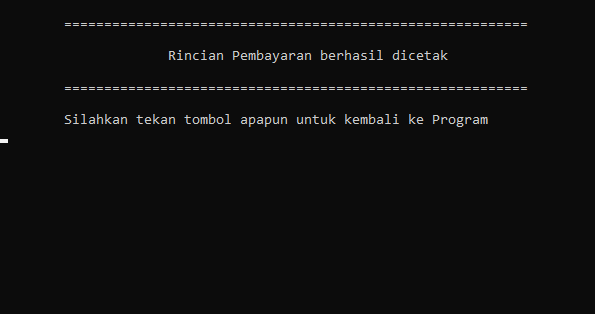 ==========================================================
Rincian Pembayaran berhasil dicetak
==========================================================
Silahkan tekan tombol apapun untuk kembali ke Program